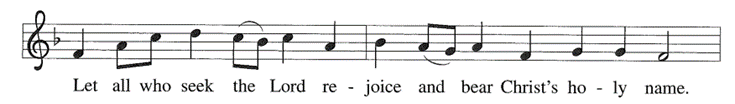 Let all who seek the Lord re - joice and bear Christ's ho - ly name.